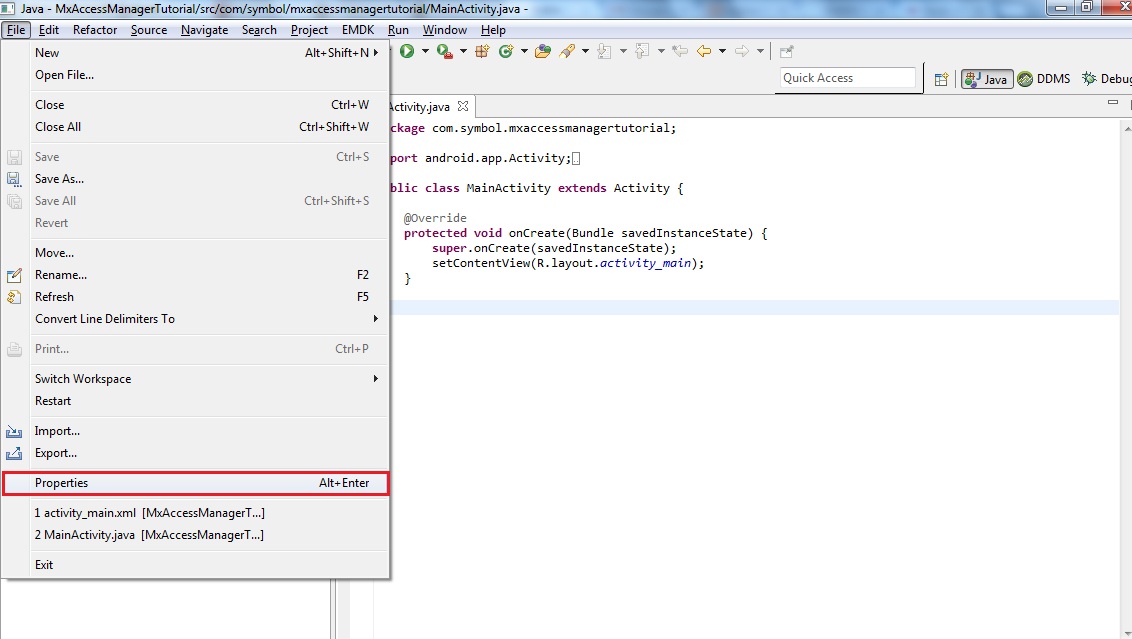 Java - MxAccessManagerTutorial/src/com/symbol/mxaccessmanagertutorial/MainActivity.java -
File Edit Refactor Source Navigate Search Project EMDK Run Window Help
New Alt+Shift+N
Open File...
Close Ctrl+W
Close All Ctrl+Shift+W
Save Ctrl+S
Save As...
Save All Ctrl+Shift+S
Revert
Move...
Rename... F2
Refresh F5
Convert Line Delimiters To
Print... Ctrl+P
Switch Workspace
Restart
Import...
Export...
Properties Alt+Enter
1 activity_main.xml [MxAccessManagerT...]
2 MainActivity.java [MxAccessManagerT...]
Exit
Quick Access
Java DDMS Debug
Activity.java
ckage com.symbol.mxaccessmanagertutorial;
port android.app.Activity;
blic class MainActivity extends Activity {
@Override
protected void onCreate(Bundle savedInstanceState) {
super.onCreate(savedInstanceState);
setContentView(R.layout.activity_main);
}